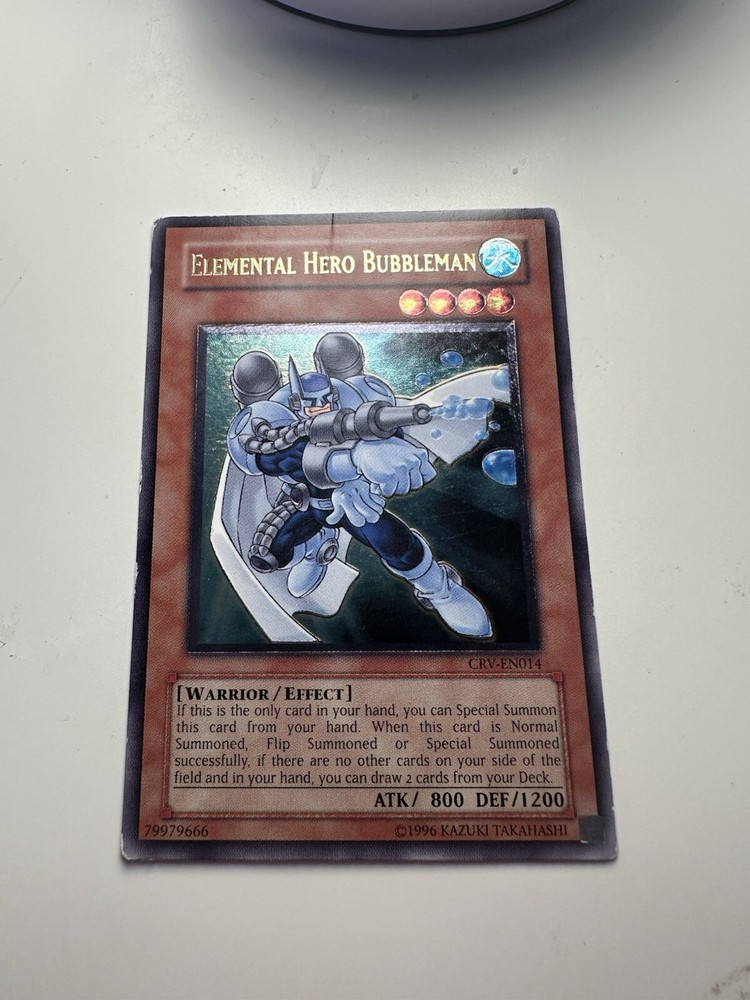 ELEMENTAL HERO BUBBLEMAN
水
CRV-EN014
[WARRIOR/EFFECT]
If this is the only card in your hand, you can Special Summon
this card from your hand. When this card is Normal
Summoned, Flip Summoned or Special Summoned
successfully, if there are no other cards on your side of the
field and in your hand, you can draw 2 cards from your Deck.
ATK/ 800 DEF/1200
79979666
©1996 KAZUKI TAKAHASHI